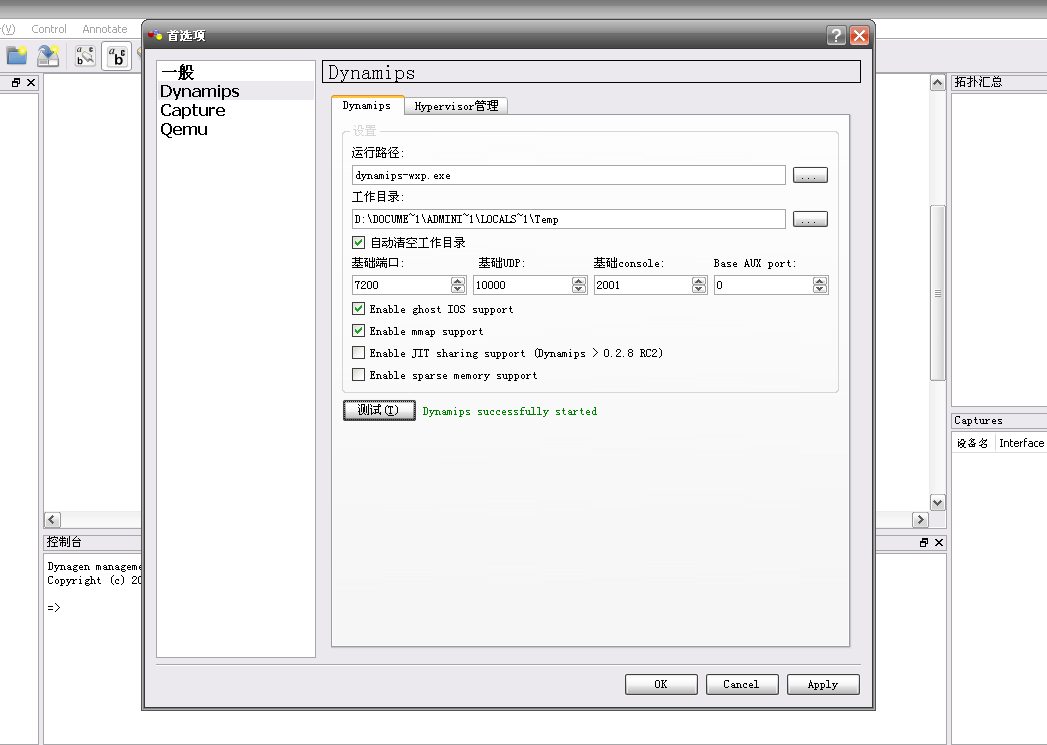 (V) Control Annotate
首选项
一般
Dynamips
Capture
Qemu
Dynamips
Dynamips Hypervisor管理
设置
运行路径:
dynamips-wxp.exe ...
工作目录:
D:\DOCUME~1\ADMINI~1\LOCALS~1\Temp ...
自动清空工作目录
基础端口: 基础UDP: 基础console: Base AUX port:
7200 10000 2001 0
Enable ghost IOS support
Enable mmap support
Enable JIT sharing support (Dynamips > 0.2.8 RC2)
Enable sparse memory support
测试(T) Dynamips successfully started
OK Cancel Apply
拓扑汇总
Captures
设备名 Interface
控制台
Dynagen manageme
Copyright (c) 20
=>